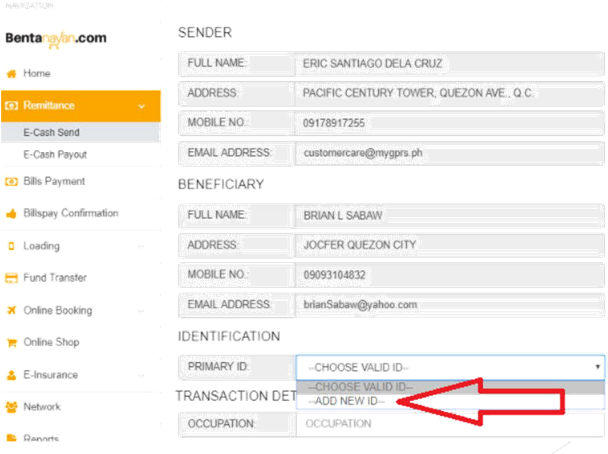 NAVIGATION
Bentanayan.com
Home
Remittance
E-Cash Send
E-Cash Payout
Bills Payment
Billspay Confirmation
Loading
Fund Transfer
Online Booking
Online Shop
E-Insurance
Network
Reports
SENDER
FULL NAME: ERIC SANTIAGO DELA CRUZ
ADDRESS: PACIFIC CENTURY TOWER, QUEZON AVE., Q.C.
MOBILE NO.: 09178917255
EMAIL ADDRESS: customercare@mygprs.ph
BENEFICIARY
FULL NAME: BRIAN L SABAW
ADDRESS: JOCFER QUEZON CITY
MOBILE NO.: 09093104832
EMAIL ADDRESS: brianSabaw@yahoo.com
IDENTIFICATION
PRIMARY ID: --CHOOSE VALID ID--
--CHOOSE VALID ID--
--ADD NEW ID--
TRANSACTION DET
OCCUPATION: OCCUPATION